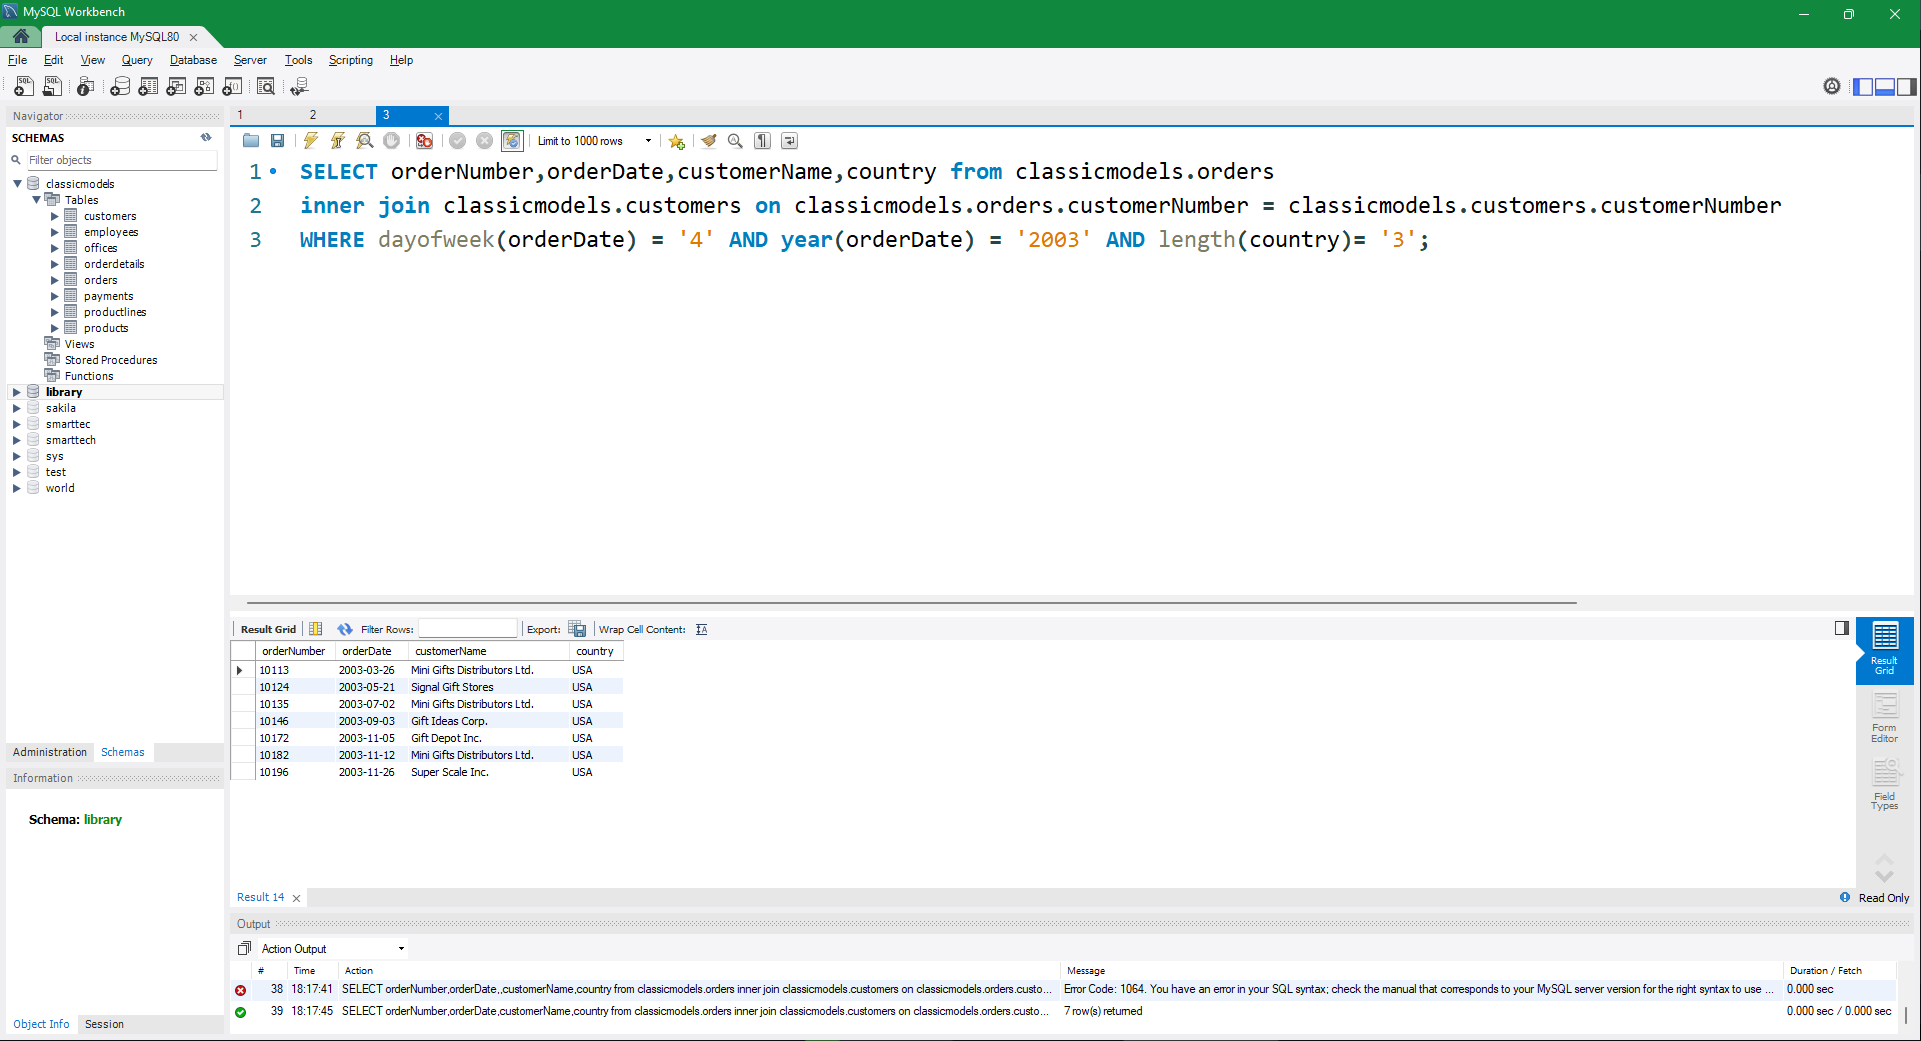 MySQL Workbench
Local instance MySQL80
File Edit View Query Database Server Tools Scripting Help
Navigator
SCHEMAS
Filter objects
classicmodels
Tables
customers
employees
offices
orderdetails
orders
payments
productlines
products
Views
Stored Procedures
Functions
library
sakila
smarttec
smarttech
sys
test
world
Administration Schemas
Information
Schema: library
Object Info Session
1 2 3
Limit to 1000 rows
1 SELECT orderNumber,orderDate,customerName,country from classicmodels.orders
2 inner join classicmodels.customers on classicmodels.orders.customerNumber = classicmodels.customers.customerNumber
3 WHERE dayofweek(orderDate) = '4' AND year(orderDate) = '2003' AND length(country)= '3';
Result Grid Filter Rows: Export: Wrap Cell Content:
orderNumber orderDate customerName country
10113 2003-03-26 Mini Gifts Distributors Ltd. USA
10124 2003-05-21 Signal Gift Stores USA
10135 2003-07-02 Mini Gifts Distributors Ltd. USA
10146 2003-09-03 Gift Ideas Corp. USA
10172 2003-11-05 Gift Depot Inc. USA
10182 2003-11-12 Mini Gifts Distributors Ltd. USA
10196 2003-11-26 Super Scale Inc. USA
Result
Grid
Form
Editor
Field
Types
Result 14
Read Only
Output
Action Output
# Time Action Message Duration / Fetch
38 18:17:41 SELECT orderNumber,orderDate,,customerName,country from classicmodels.orders inner join classicmodels.customers on classicmodels.orders.custo... Error Code: 1064. You have an error in your SQL syntax; check the manual that corresponds to your MySQL server version for the right syntax to use ... 0.000 sec
39 18:17:45 SELECT orderNumber,orderDate,customerName,country from classicmodels.orders inner join classicmodels.customers on classicmodels.orders.custo... 7 row(s) returned 0.000 sec / 0.000 sec